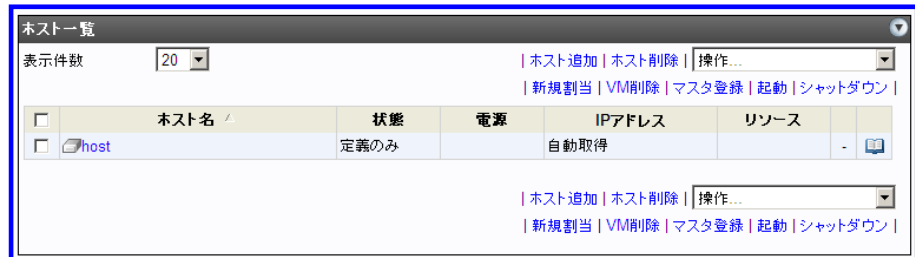 ホスト一覧
表示件数 20 | ホスト追加 | ホスト削除 | 操作...
| 新規割当 | VM削除 | マスタ登録 | 起動 | シャットダウン |
ホスト名 状態 電源 IPアドレス リソース
host 定義のみ 自動取得 -
| ホスト追加 | ホスト削除 | 操作...
| 新規割当 | VM削除 | マスタ登録 | 起動 | シャットダウン |